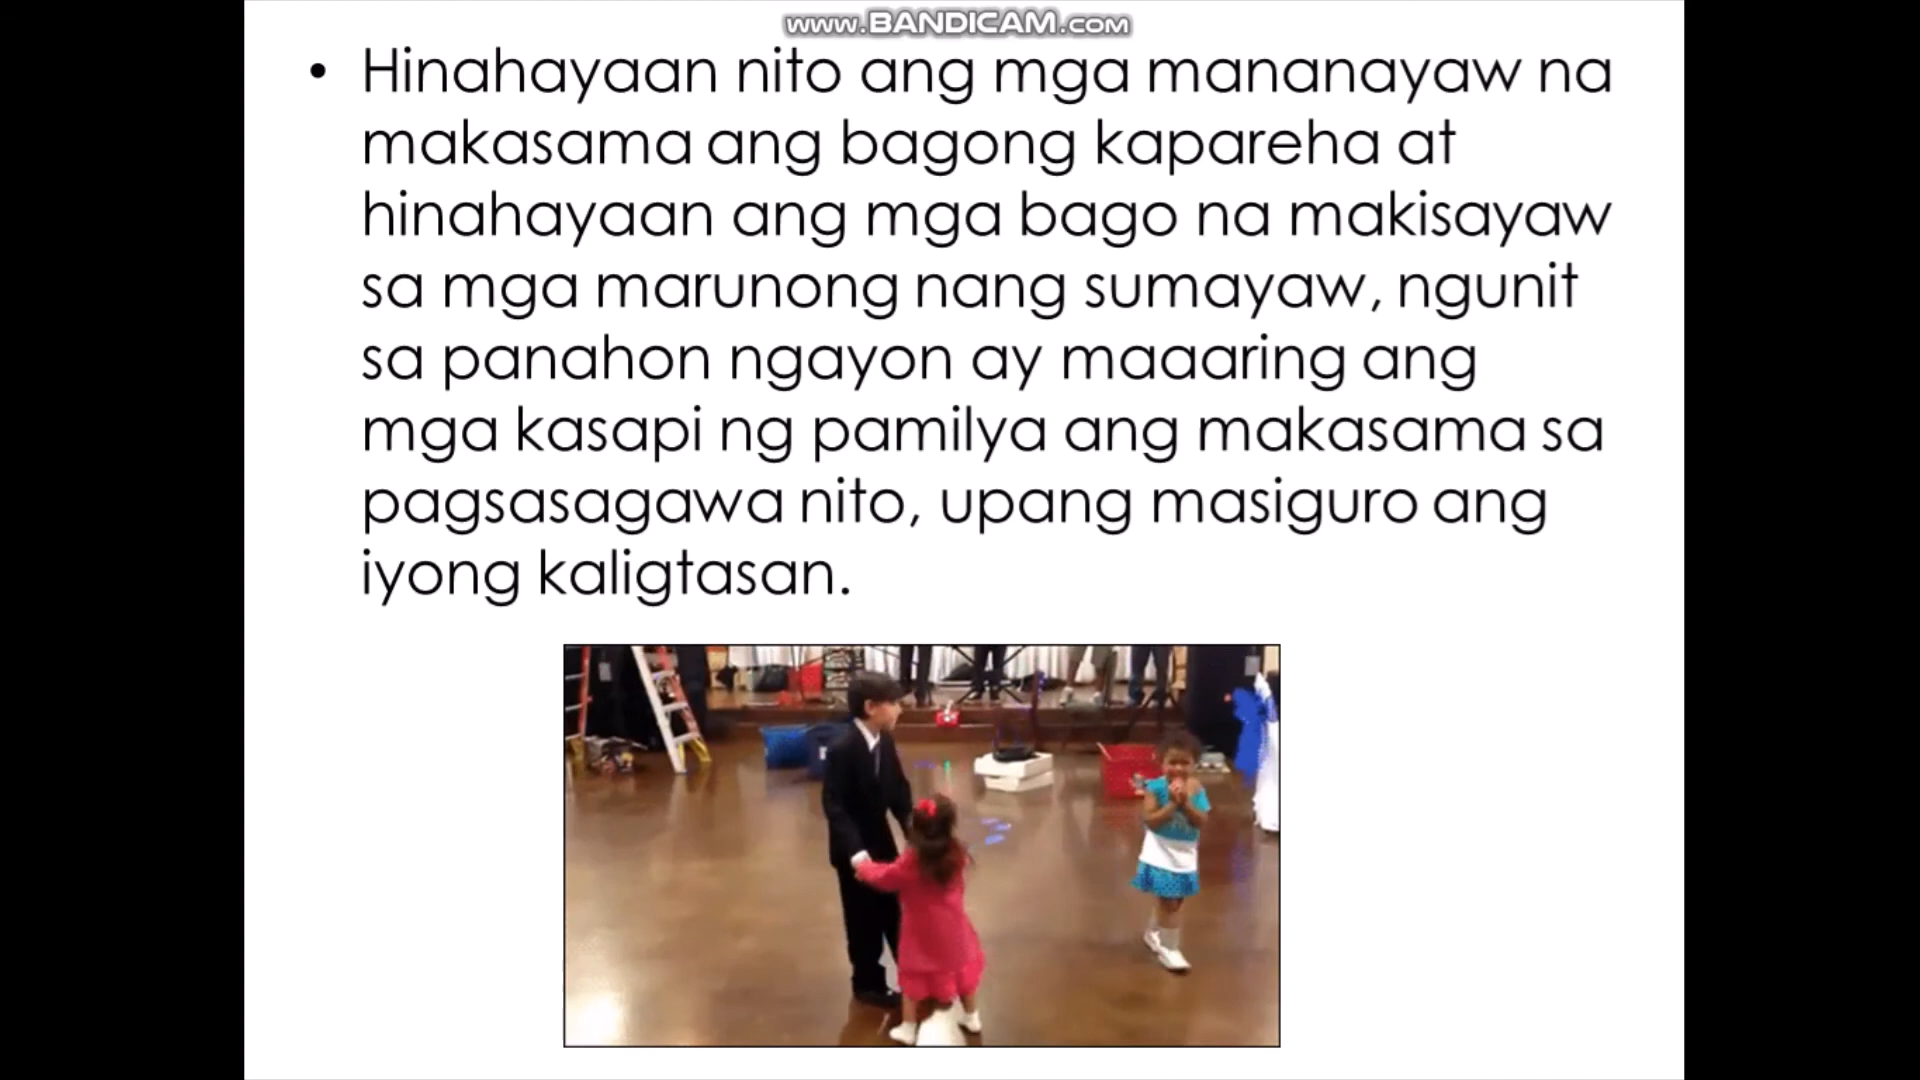 www.BANDICAM.com
• Hinahayaan nito ang mga mananayaw na
makasama ang bagong kapareha at
hinahayaan ang mga bago na makisayaw
sa mga marunong nang sumayaw, ngunit
sa panahon ngayon ay maaaring ang
mga kasapi ng pamilya ang makasama sa
pagsasagawa nito, upang masiguro ang
iyong kaligtasan.